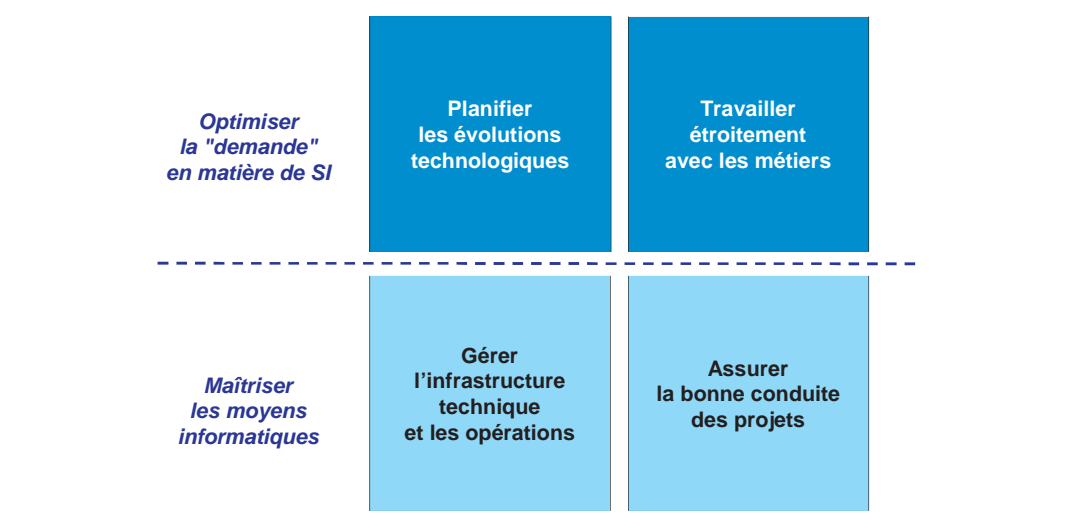 Optimiser
la "demande"
en matière de SI
Planifier
les évolutions
technologiques
Travailler
étroitement
avec les métiers
Maîtriser
les moyens
informatiques
Gérer
l’infrastructure
technique
et les opérations
Assurer
la bonne conduite
des projets